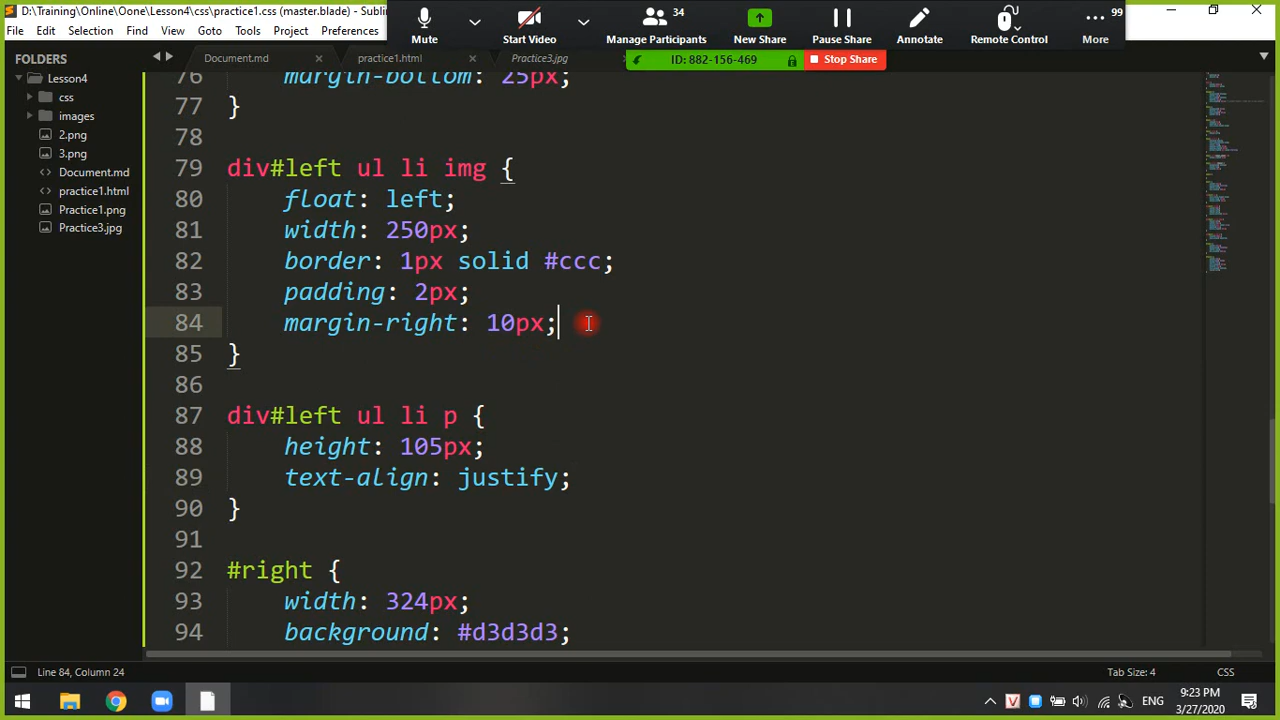 D:\Training\Online\Oone\Lesson4\css\practice1.css (master.blade) - Subli
File Edit Selection Find View Goto Tools Project Preferences
Mute
Start Video
34
Manage Participants
New Share
Pause Share
Annotate
Remote Control
99
More
ID: 882-156-469
Stop Share
FOLDERS
Lesson4
css
images
2.png
3.png
Document.md
practice1.html
Practice1.png
Practice3.jpg
Document.md
practice1.html
Practice3.jpg
76 margin-bottom: 25px;
77 }
78
79 div#left ul li img {
80 float: left;
81 width: 250px;
82 border: 1px solid #ccc;
83 padding: 2px;
84 margin-right: 10px;
85 }
86
87 div#left ul li p {
88 height: 105px;
89 text-align: justify;
90 }
91
92 #right {
93 width: 324px;
94 background: #d3d3d3;
Line 84, Column 24
Tab Size: 4
CSS
ENG
9:23 PM
3/27/2020